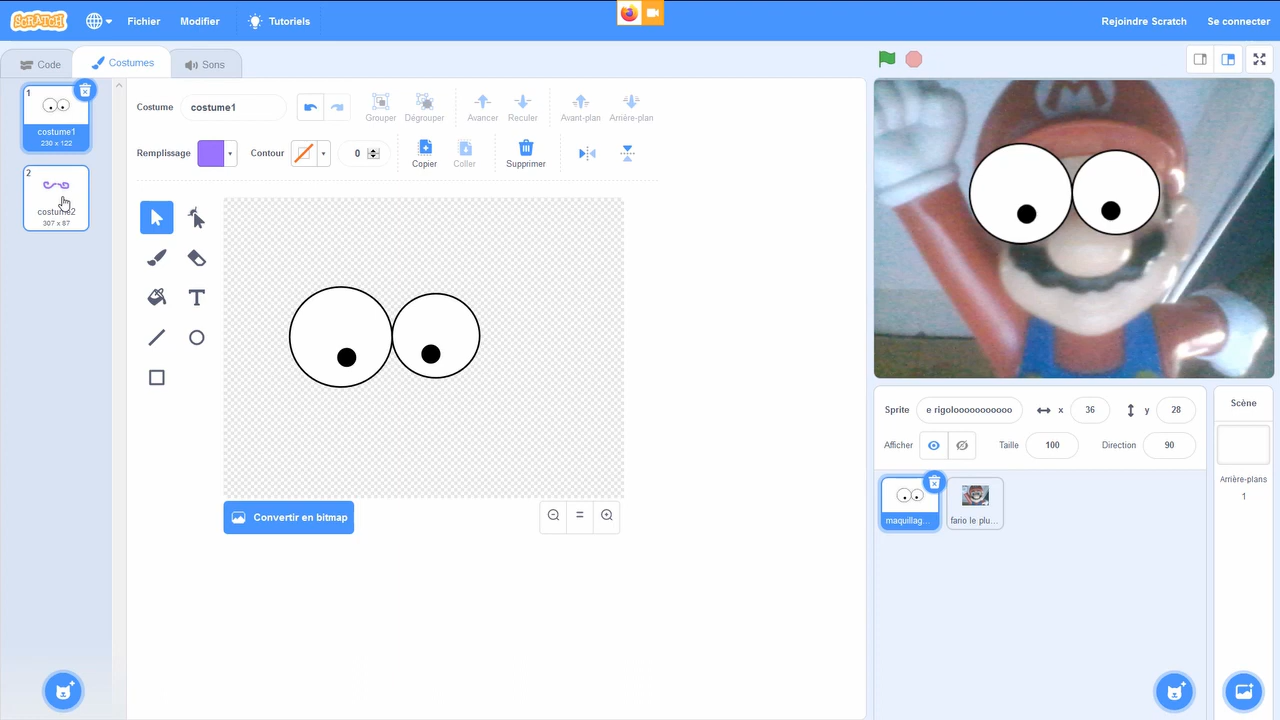 SCRATCH
Fichier
Modifier
Tutoriels
Rejoindre Scratch
Se connecter
Code
Costumes
Sons
1
costume1
230 x 122
2
costume2
307 x 87
Costume
costume1
Grouper
Dégrouper
Avancer
Reculer
Avant-plan
Arrière-plan
Remplissage
Contour
0
Copier
Coller
Supprimer
T
Convertir en bitmap
M
Sprite
e rigolooooooooooo
x
36
y
28
Afficher
Taille
100
Direction
90
maquillag...
fario le plu...
Scène
Arrière-plans
1